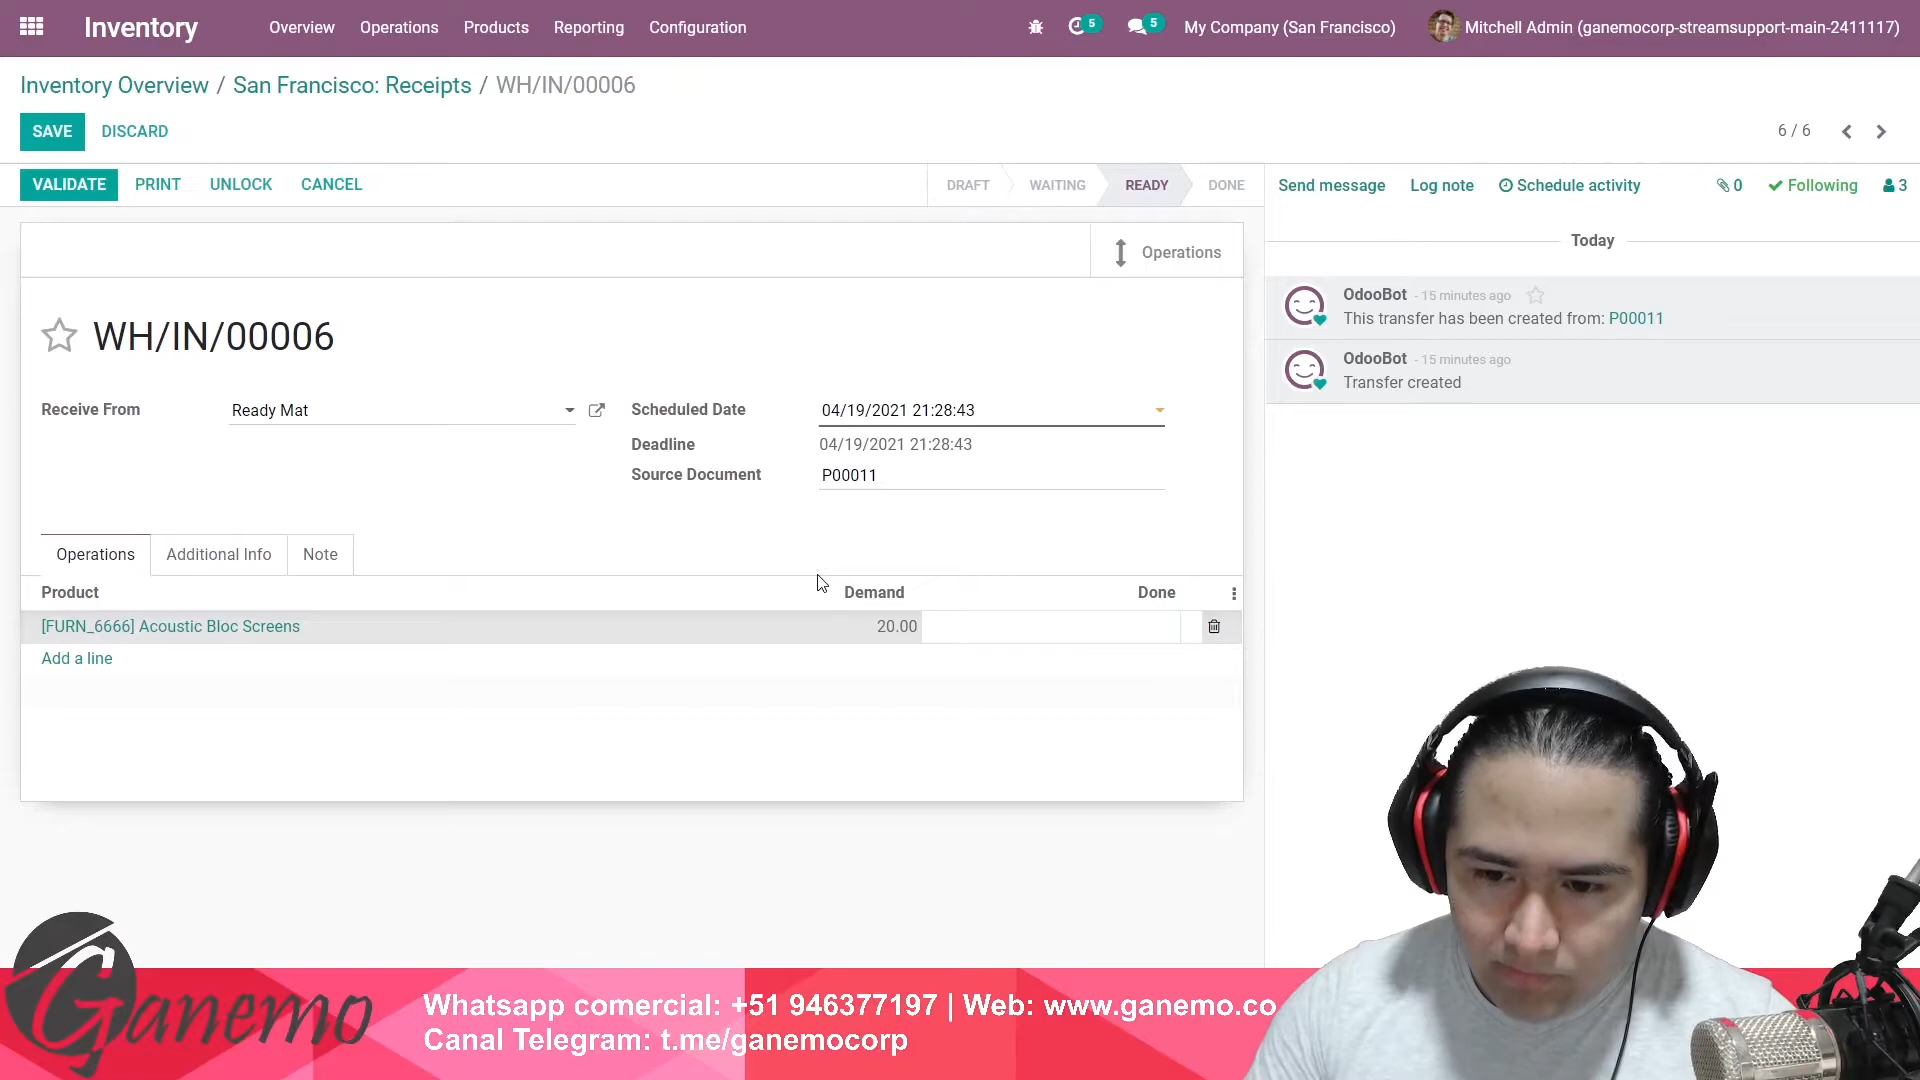 Inventory Overview Operations Products Reporting Configuration 5 5 My Company (San Francisco) Mitchell Admin (ganemocorp-streamsupport-main-2411117)
Inventory Overview / San Francisco: Receipts / WH/IN/00006
SAVE DISCARD 6 / 6
VALIDATE PRINT UNLOCK CANCEL DRAFT WAITING READY DONE Send message Log note Schedule activity 0 Following 3
Today
Operations
OdooBot - 15 minutes ago
This transfer has been created from: P00011
WH/IN/00006
OdooBot - 15 minutes ago
Transfer created
Receive From Ready Mat Scheduled Date 04/19/2021 21:28:43
Deadline 04/19/2021 21:28:43
Source Document P00011
Operations Additional Info Note
Product Demand Done
[FURN_6666] Acoustic Bloc Screens 20.00
Add a line
Ganemo
Whatsapp comercial: +51 946377197 | Web: www.ganemo.co
Canal Telegram: t.me/ganemocorp